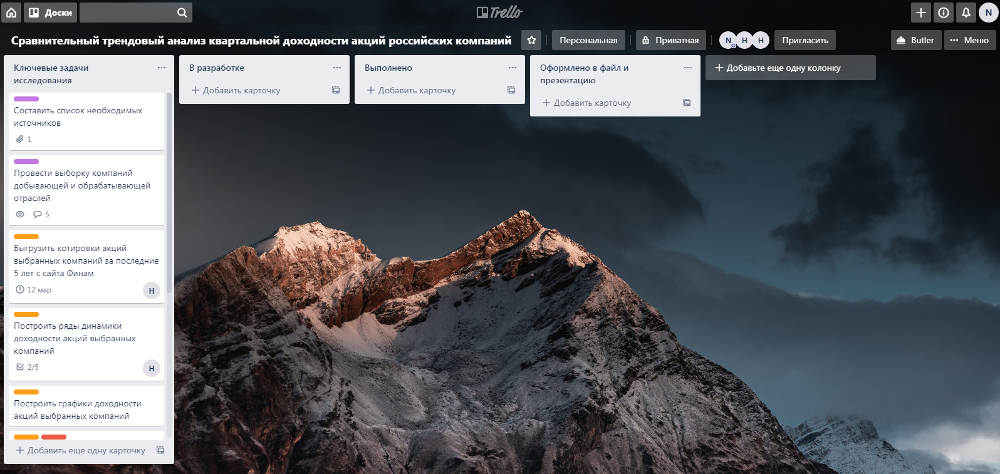 Доски
Trello
N
Сравнительный трендовый анализ квартальной доходности акций российских компаний
Персональная
Приватная
N
Н
Н
Пригласить
Butler
Меню
Ключевые задачи
исследования
Составить список необходимых
источников
1
Провести выборку компаний
добывающей и обрабатывающей
отраслей
5
Выгрузить котировки акций
выбранных компаний за последние
5 лет с сайта Финам
12 мар
Н
Построить ряды динамики
доходности акций выбранных
компаний
2/5
Н
Построить графики доходности
акций выбранных компаний
Добавить еще одну карточку
В разработке
Добавить карточку
Выполнено
Добавить карточку
Оформлено в файл и
презентацию
Добавить карточку
Добавьте еще одну колонку